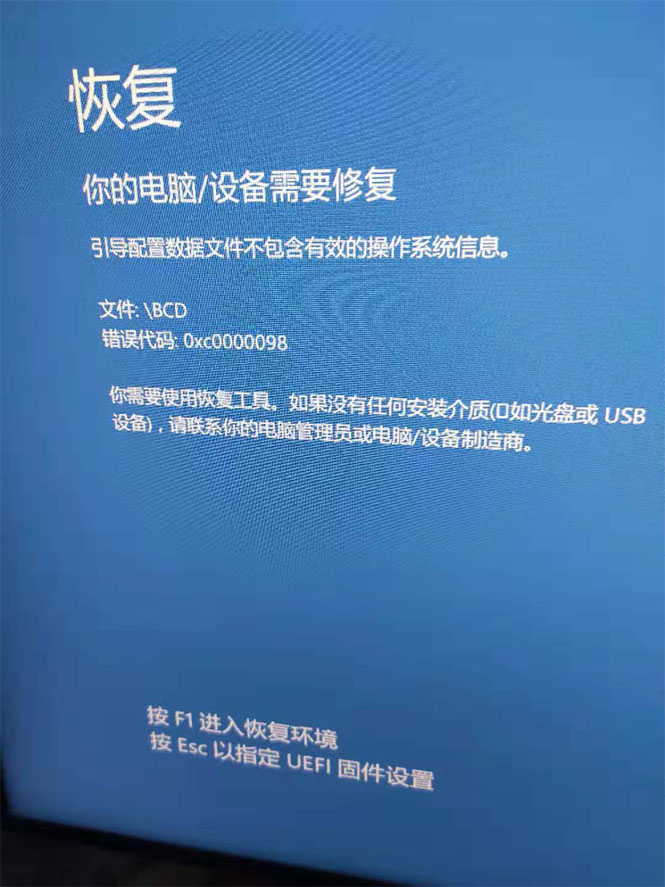 恢复
你的电脑/设备需要修复
引导配置数据文件不包含有效的操作系统信息。
文件: \BCD
错误代码: 0xc0000098
你需要使用恢复工具。如果没有任何安装介质(□如光盘或 USB
设备)，请联系你的电脑管理员或电脑/设备制造商。
按 F1 进入恢复环境
按 Esc 以指定 UEFI 固件设置